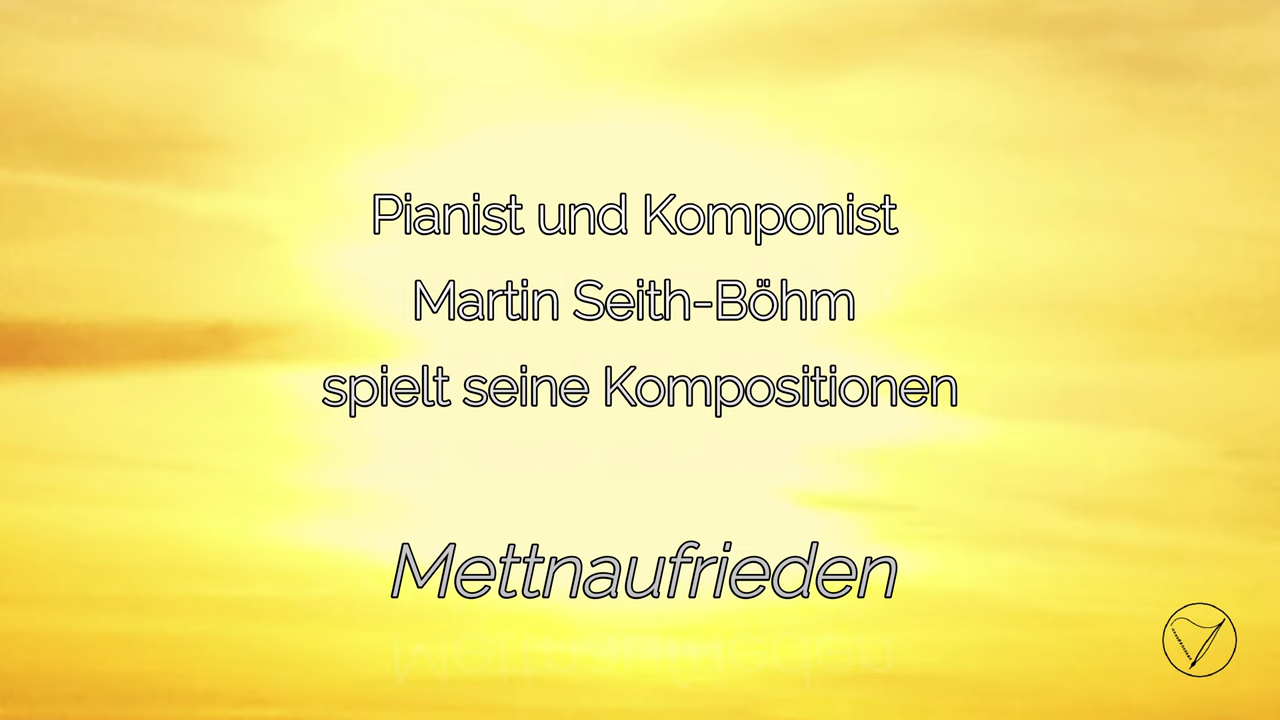 Pianist und Komponist
Martin Seith-Böhm
spielt seine Kompositionen
Mettnaufrieden